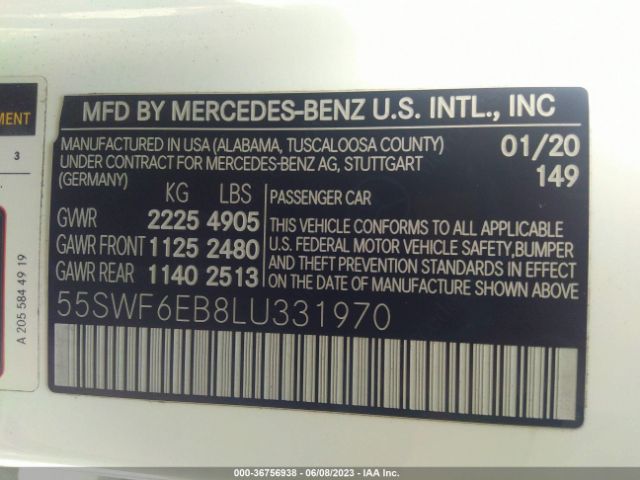 MENT
3
A 205 584 49 19
MFD BY MERCEDES-BENZ U.S. INTL., INC
MANUFACTURED IN USA (ALABAMA, TUSCALOOSA COUNTY)
UNDER CONTRACT FOR MERCEDES-BENZ AG, STUTTGART
(GERMANY)
01/20
149
KG LBS
GVWR 2225 4905
GAWR FRONT 1125 2480
GAWR REAR 1140 2513
PASSENGER CAR
THIS VEHICLE CONFORMS TO ALL APPLICABLE
U.S. FEDERAL MOTOR VEHICLE SAFETY,BUMPER
AND THEFT PREVENTION STANDARDS IN EFFECT
ON THE DATE OF MANUFACTURE SHOWN ABOVE.
55SWF6EB8LU331970
000-36756938 - 06/08/2023 - IAA Inc.